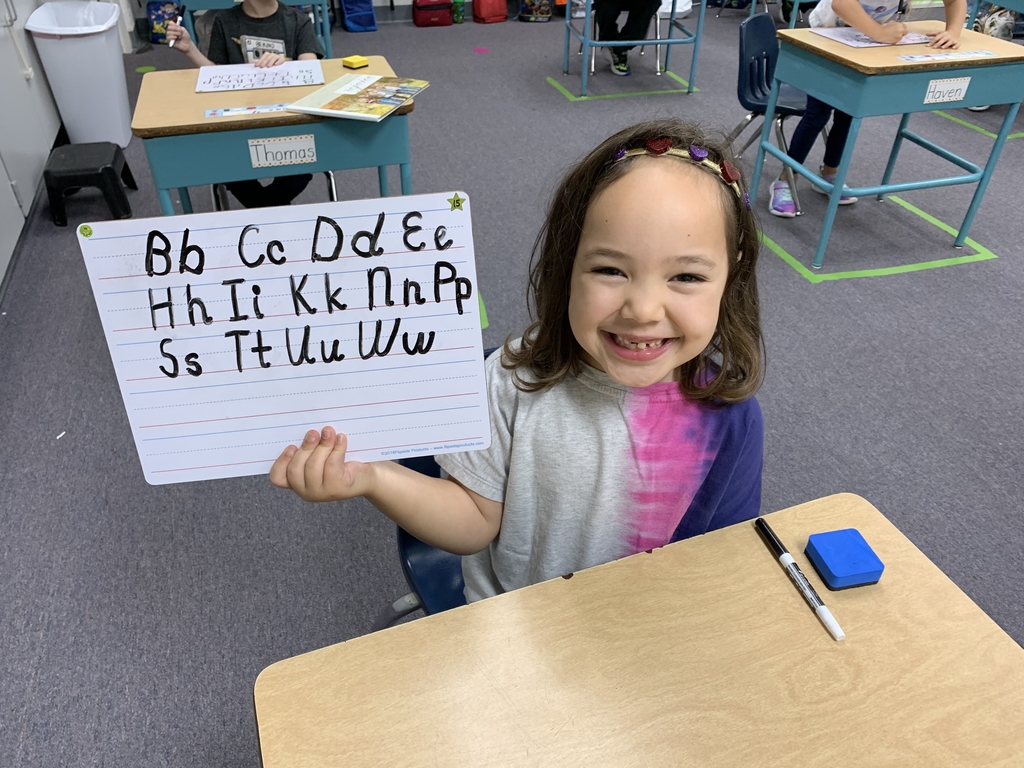 Haven
Thomas
15
Bb Cc Dd Ee
Hh Ii Kk Nn Pp
Ss Tt Uu Ww